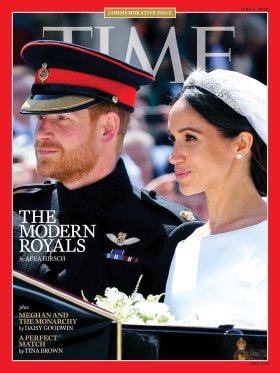 COMMEMORATIVE ISSUE
TIME
THE
MODERN
ROYALS
by AFUA HIRSCH
plus
MEGHAN AND
THE MONARCHY
by DAISY GOODWIN
A PERFECT
MATCH
by TINA BROWN